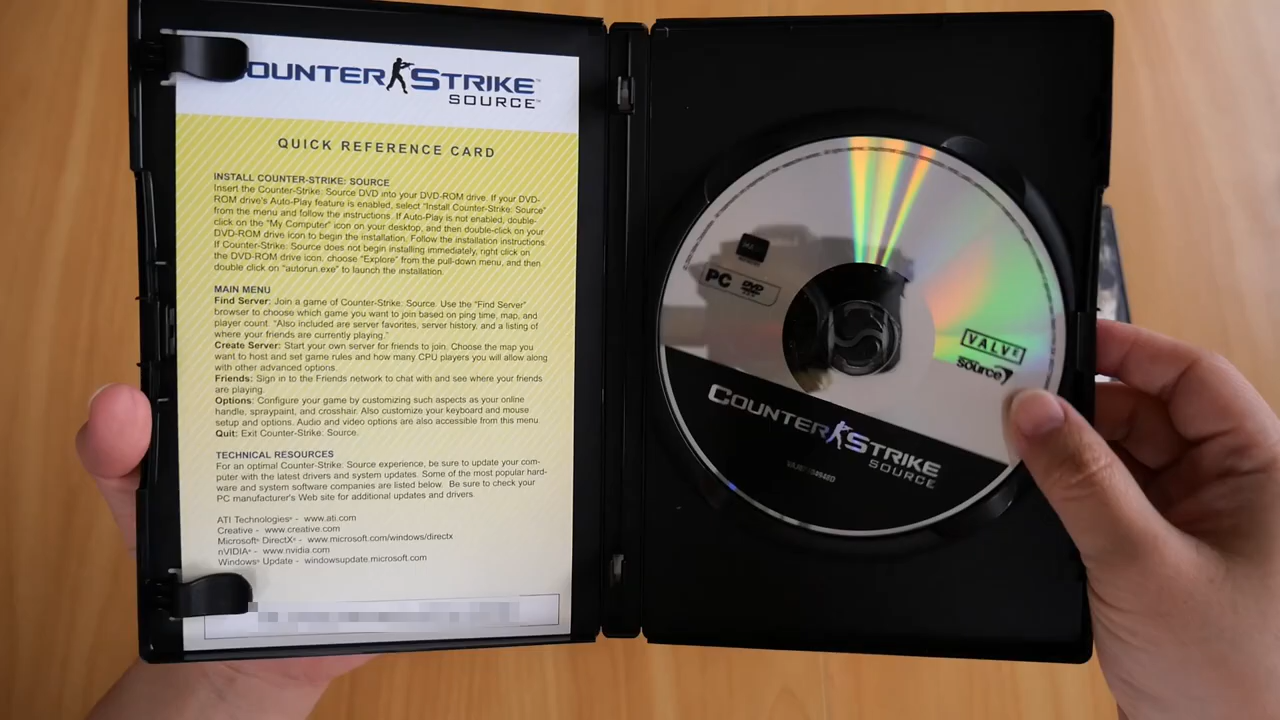 COUNTER STRIKE™
SOURCE™
QUICK REFERENCE CARD
INSTALL COUNTER-STRIKE: SOURCE
Insert the Counter-Strike: Source DVD into your DVD-ROM drive. If your DVD-
ROM drive's Auto-Play feature is enabled, select "Install Counter-Strike: Source"
from the menu and follow the instructions. If Auto-Play is not enabled, double-
click on the "My Computer" icon on your desktop, and then double-click on your
DVD-ROM drive icon to begin the installation. Follow the installation instructions.
If Counter-Strike: Source does not begin installing immediately, right click on
the DVD-ROM drive icon, choose "Explore" from the pull-down menu, and then
double click on "autorun.exe" to launch the installation.
MAIN MENU
Find Server: Join a game of Counter-Strike: Source. Use the "Find Server"
browser to choose which game you want to join based on ping time, map, and
player count. "Also included are server favorites, server history, and a listing of
where your friends are currently playing."
Create Server: Start your own server for friends to join. Choose the map you
want to host and set game rules and how many CPU players you will allow along
with other advanced options.
Friends: Sign in to the Friends network to chat with and see where your friends
are playing.
Options: Configure your game by customizing such aspects as your online
handle, spraypaint, and crosshair. Also customize your keyboard and mouse
setup and options. Audio and video options are also accessible from this menu.
Quit: Exit Counter-Strike: Source.
TECHNICAL RESOURCES
For an optimal Counter-Strike: Source experience, be sure to update your com-
puter with the latest drivers and system updates. Some of the most popular hard-
ware and system software companies are listed below. Be sure to check your
PC manufacturer's Web site for additional updates and drivers.
ATI Technologies® - www.ati.com
Creative - www.creative.com
Microsoft® DirectX® - www.microsoft.com/windows/directx
nVIDIA® - www.nvidia.com
Windows® Update - windowsupdate.microsoft.com
PC DVD
VALVE
source
COUNTER STRIKE
SOURCE